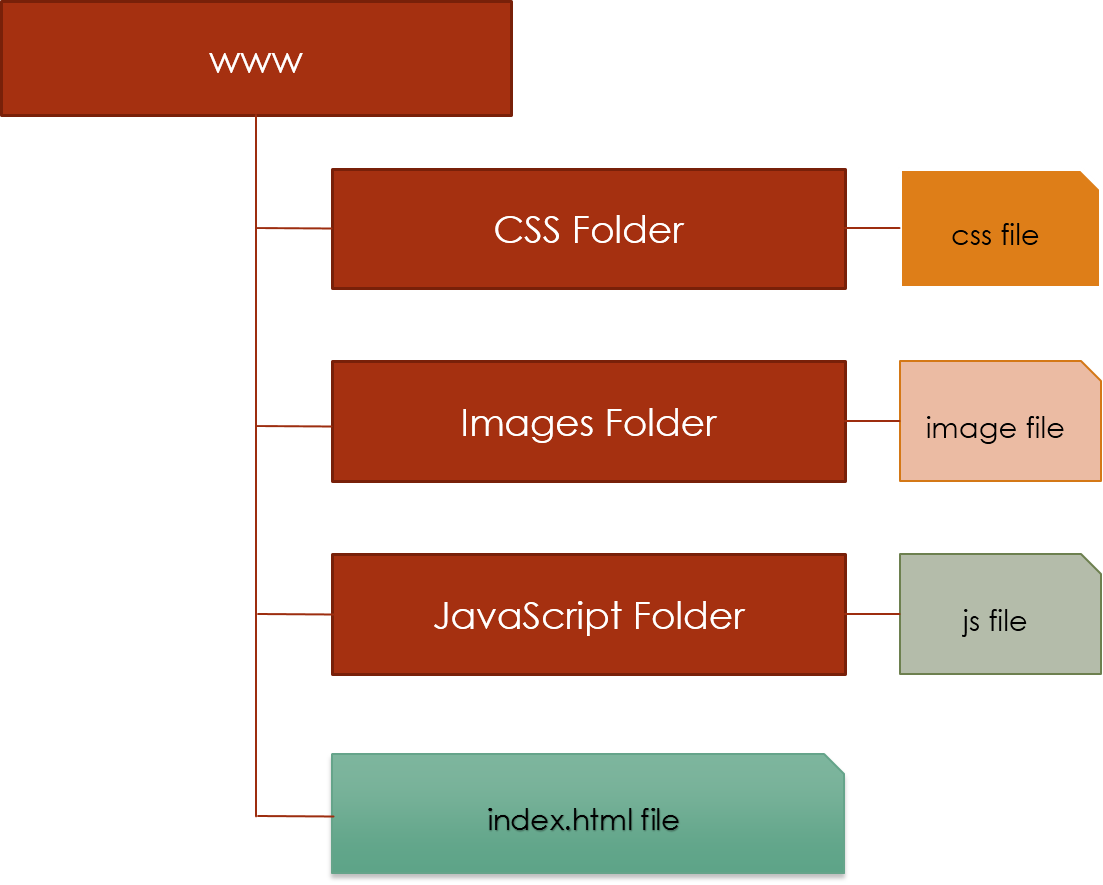 www
CSS Folder
css file
Images Folder
image file
JavaScript Folder
js file
index.html file